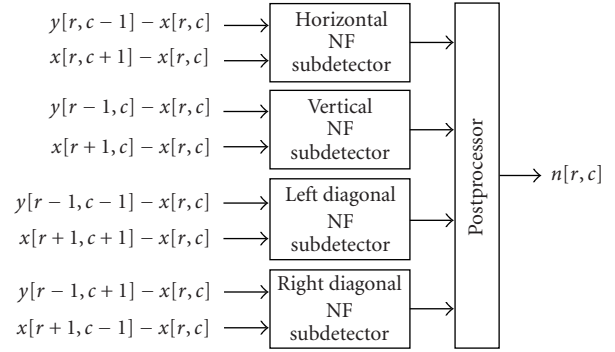 y[r, c − 1] − x[r, c]
x[r, c + 1] − x[r, c]
Horizontal
NF
subdetector
y[r − 1, c] − x[r, c]
x[r + 1, c] − x[r, c]
Vertical
NF
subdetector
y[r − 1, c − 1] − x[r, c]
x[r + 1, c + 1] − x[r, c]
Left diagonal
NF
subdetector
y[r − 1, c + 1] − x[r, c]
x[r + 1, c − 1] − x[r, c]
Right diagonal
NF
subdetector
Postprocessor
n[r, c]